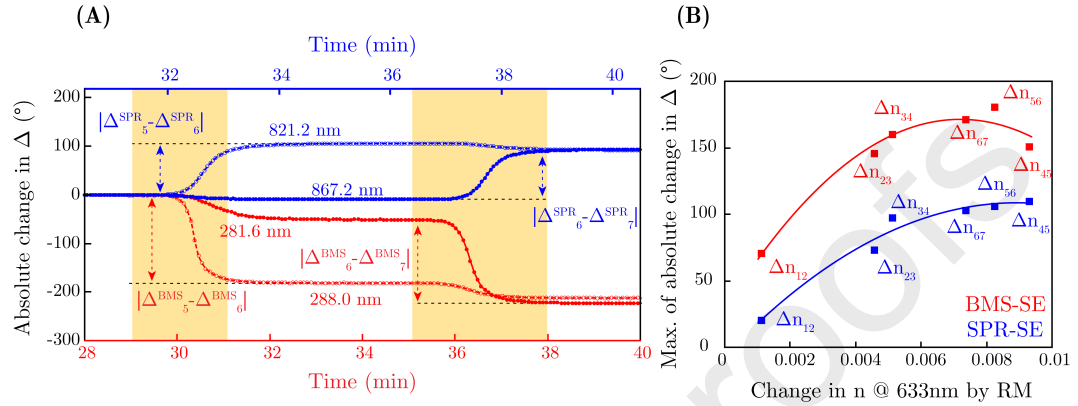 (A)
Time (min)
32 34 36 38 40
200
100
0
-100
-200
-300
Absolute change in Δ (°)
|Δ^SPR_5-Δ^SPR_6|
821.2 nm
867.2 nm
281.6 nm
288.0 nm
|Δ^SPR_6-Δ^SPR_7|
|Δ^BMS_6-Δ^BMS_7|
|Δ^BMS_5-Δ^BMS_6|
28 30 32 34 36 38 40
Time (min)
(B)
200
150
100
50
0
Max. of absolute change in Δ (°)
Δn_56
Δn_34
Δn_67
Δn_23
Δn_45
Δn_12
Δn_56
Δn_34
Δn_67
Δn_45
Δn_23
Δn_12
BMS-SE
SPR-SE
0 0.002 0.004 0.006 0.008 0.01
Change in n @ 633nm by RM
roofs